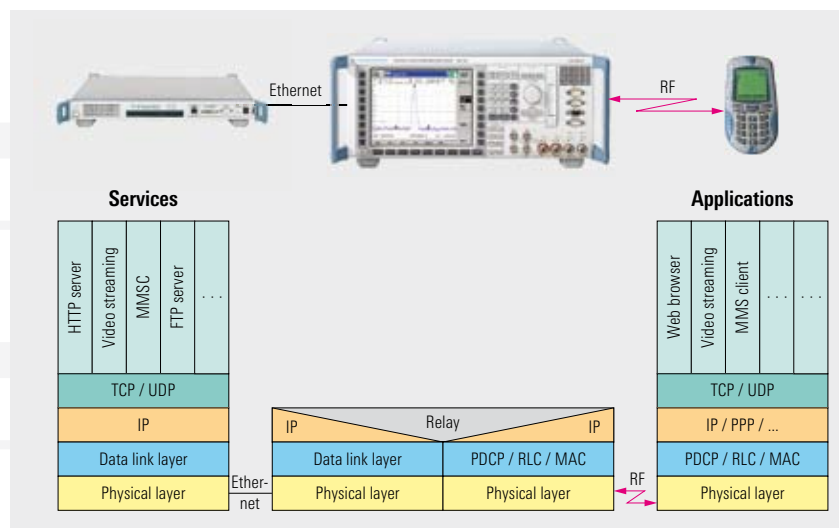 Ethernet
RF
Services
Applications
HTTP server
Video streaming
MMSC
FTP server
. . .
Web browser
Video streaming
MMS client
. . .
. . .
TCP / UDP
TCP / UDP
IP
IP
Relay
IP
IP / PPP / ...
Data link layer
Data link layer
PDCP / RLC / MAC
PDCP / RLC / MAC
Physical layer
Ether-
net
Physical layer
Physical layer
RF
Physical layer